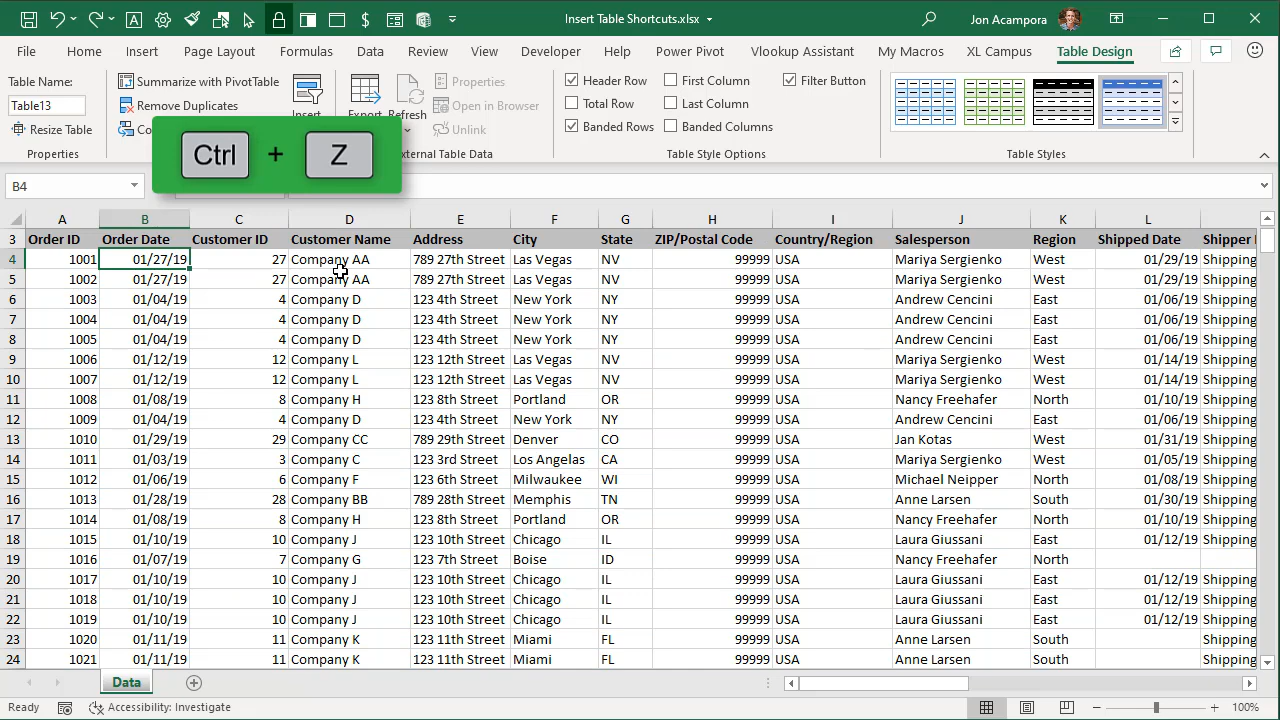 Insert Table Shortcuts.xlsx
Jon Acampora
File Home Insert Page Layout Formulas Data Review View Developer Help Power Pivot Vlookup Assistant My Macros XL Campus Table Design
Table Name:
Table13
Resize Table
Properties
Summarize with PivotTable
Remove Duplicates
Insert
Export Refresh
Properties
Open in Browser
Unlink
External Table Data
Header Row First Column Filter Button
Total Row Last Column
Banded Rows Banded Columns
Table Style Options
Table Styles
Ctrl + Z
B4
A B C D E F G H I J K L
3 Order ID Order Date Customer ID Customer Name Address City State ZIP/Postal Code Country/Region Salesperson Region Shipped Date Shipper
4 1001 01/27/19 27 Company AA 789 27th Street Las Vegas NV 99999 USA Mariya Sergienko West 01/29/19 Shipping
5 1002 01/27/19 27 Company AA 789 27th Street Las Vegas NV 99999 USA Mariya Sergienko West 01/29/19 Shipping
6 1003 01/04/19 4 Company D 123 4th Street New York NY 99999 USA Andrew Cencini East 01/06/19 Shipping
7 1004 01/04/19 4 Company D 123 4th Street New York NY 99999 USA Andrew Cencini East 01/06/19 Shipping
8 1005 01/04/19 4 Company D 123 4th Street New York NY 99999 USA Andrew Cencini East 01/06/19 Shipping
9 1006 01/12/19 12 Company L 123 12th Street Las Vegas NV 99999 USA Mariya Sergienko West 01/14/19 Shipping
10 1007 01/12/19 12 Company L 123 12th Street Las Vegas NV 99999 USA Mariya Sergienko West 01/14/19 Shipping
11 1008 01/08/19 8 Company H 123 8th Street Portland OR 99999 USA Nancy Freehafer North 01/10/19 Shipping
12 1009 01/04/19 4 Company D 123 4th Street New York NY 99999 USA Andrew Cencini East 01/06/19 Shipping
13 1010 01/29/19 29 Company CC 789 29th Street Denver CO 99999 USA Jan Kotas West 01/31/19 Shipping
14 1011 01/03/19 3 Company C 123 3rd Street Los Angelas CA 99999 USA Mariya Sergienko West 01/05/19 Shipping
15 1012 01/06/19 6 Company F 123 6th Street Milwaukee WI 99999 USA Michael Neipper North 01/08/19 Shipping
16 1013 01/28/19 28 Company BB 789 28th Street Memphis TN 99999 USA Anne Larsen South 01/30/19 Shipping
17 1014 01/08/19 8 Company H 123 8th Street Portland OR 99999 USA Nancy Freehafer North 01/10/19 Shipping
18 1015 01/10/19 10 Company J 123 10th Street Chicago IL 99999 USA Laura Giussani East 01/12/19 Shipping
19 1016 01/07/19 7 Company G 123 7th Street Boise ID 99999 USA Nancy Freehafer North
20 1017 01/10/19 10 Company J 123 10th Street Chicago IL 99999 USA Laura Giussani East 01/12/19 Shipping
21 1018 01/10/19 10 Company J 123 10th Street Chicago IL 99999 USA Laura Giussani East 01/12/19 Shipping
22 1019 01/10/19 10 Company J 123 10th Street Chicago IL 99999 USA Laura Giussani East 01/12/19 Shipping
23 1020 01/11/19 11 Company K 123 11th Street Miami FL 99999 USA Anne Larsen South Shipping
24 1021 01/11/19 11 Company K 123 11th Street Miami FL 99999 USA Anne Larsen South Shipping
Data
Ready Accessibility: Investigate 100%